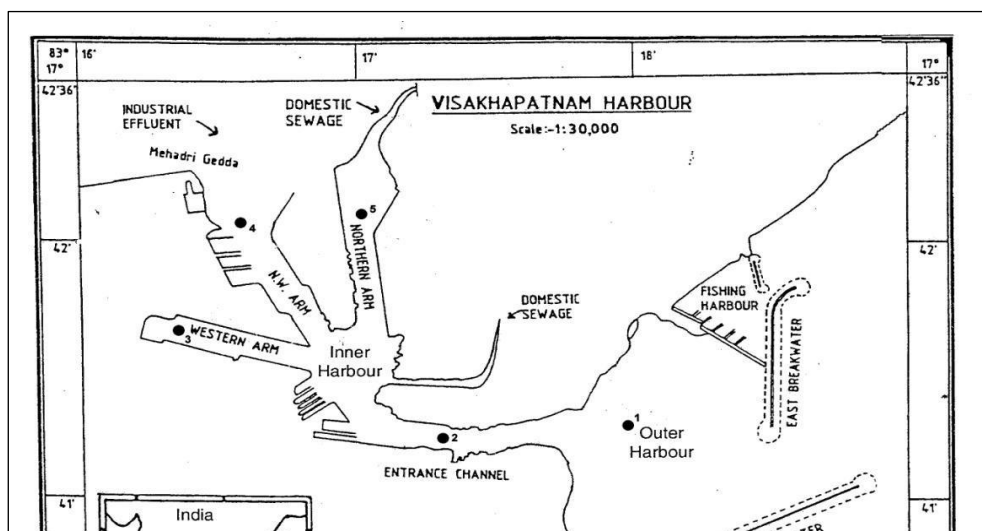 83° 16' 17' 18' 17°
17° 42'36" 42'36"
VISAKHAPATNAM HARBOUR
Scale:-1:30,000
INDUSTRIAL
EFFLUENT
DOMESTIC
SEWAGE
Mehadri Gedda
4
5
42' 42'
NORTHERN ARM
N.W. ARM
FISHING
HARBOUR
DOMESTIC
SEWAGE
3
WESTERN ARM
Inner
Harbour
EAST BREAKWATER
1
2
Outer
Harbour
ENTRANCE CHANNEL
41' 41'
India